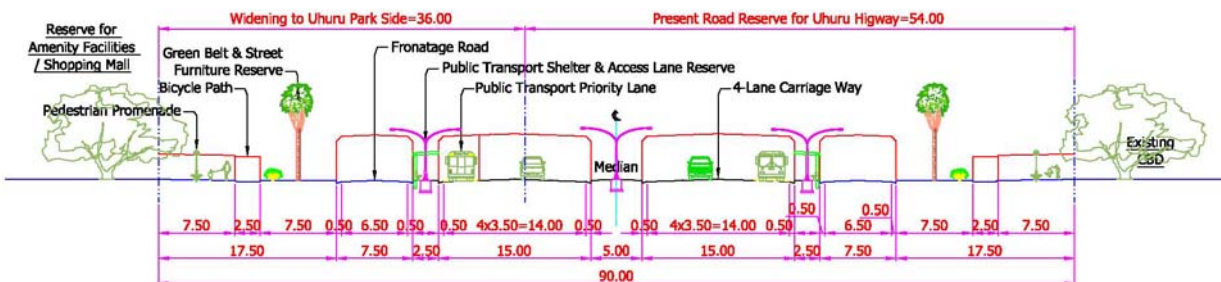 Widening to Uhuru Park Side=36.00
Present Road Reserve for Uhuru Higway=54.00
Reserve for
Amenity Facilities
/ Shopping Mall
Green Belt & Street
Furniture Reserve
Fronatage Road
Public Transport Shelter & Access Lane Reserve
Bicycle Path
Public Transport Priority Lane
4-Lane Carriage Way
Pedestrian Promenade
Median
Existing
CBD
0.50 0.50
7.50 2.50 7.50 0.50 6.50 0.50 0.50 4x3.50=14.00 0.50 0.50 4x3.50=14.00 0.50 6.50 7.50 2.50 7.50
17.50 7.50 2.50 15.00 5.00 15.00 2.50 7.50 17.50
90.00